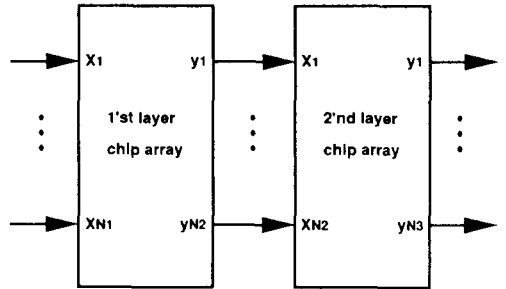 X1 y1 X1 y1
1'st layer 2'nd layer
chip array chip array
XN1 yN2 XN2 yN3